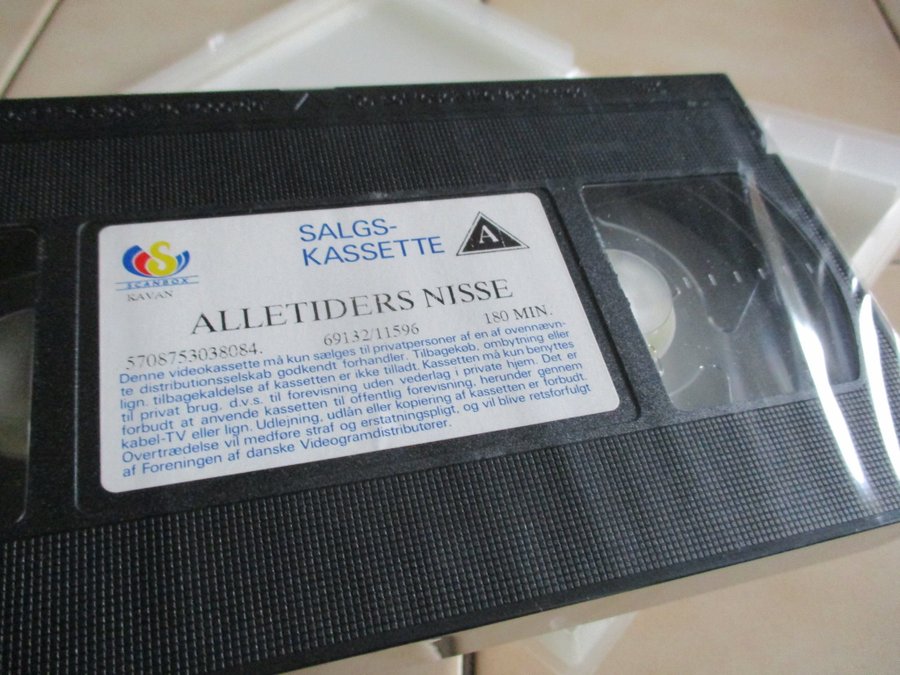 SALGS-
KASSETTE
A
S
SCANBOX
KAVAN
ALLETIDERS NISSE
5708753038084. 69132/11596 180 MIN.
Denne videokassette må kun sælges til privatpersoner af en af ovennævn-
te distributionsselskab godkendt forhandler. Tilbagekøb, ombytning eller
lign. tilbagekaldelse af kassetten er ikke tilladt. Kassetten må kun benyttes
til privat brug, d.v.s. til forevisning uden vederlag i private hjem. Det er
forbudt at anvende kassetten til offentlig forevisning, herunder gennem
kabel-TV eller lign. Udlejning, udlån eller kopiering af kassetten er forbudt.
Overtrædelse vil medføre straf og erstatningspligt, og vil blive retsforfulgt
af Foreningen af danske Videogramdistributører.